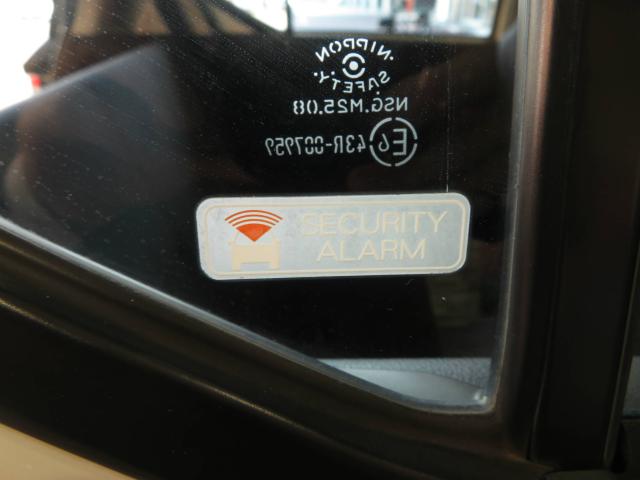 NIPPON
SAFETY
NSG.M25.08
E6 43R-007959
SECURITY
ALARM